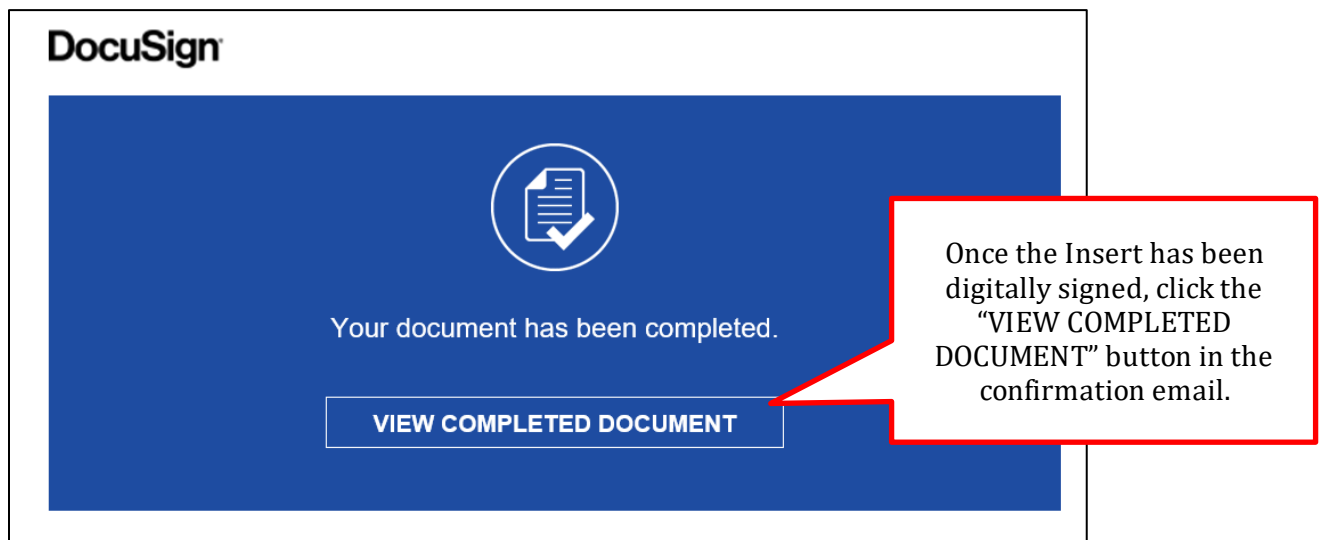 DocuSign
Your document has been completed.
VIEW COMPLETED DOCUMENT
Once the Insert has been
digitally signed, click the
“VIEW COMPLETED
DOCUMENT” button in the
confirmation email.